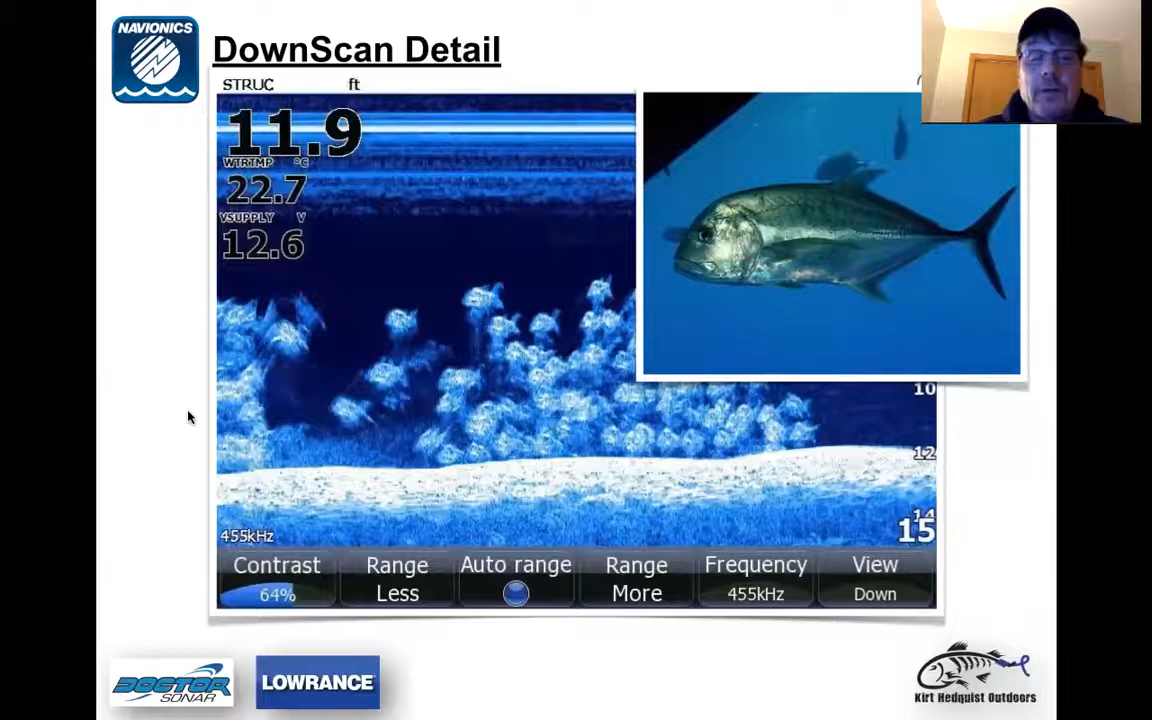 NAVIONICS
DownScan Detail
STRUC ft
11.9
WTRTMP °C
22.7
VSUPPLY V
12.6
10
12
14
15
455kHz
Contrast Range Auto range Range Frequency View
64% Less More 455kHz Down
DOCTOR
SONAR
LOWRANCE
Kirt Hedquist Outdoors